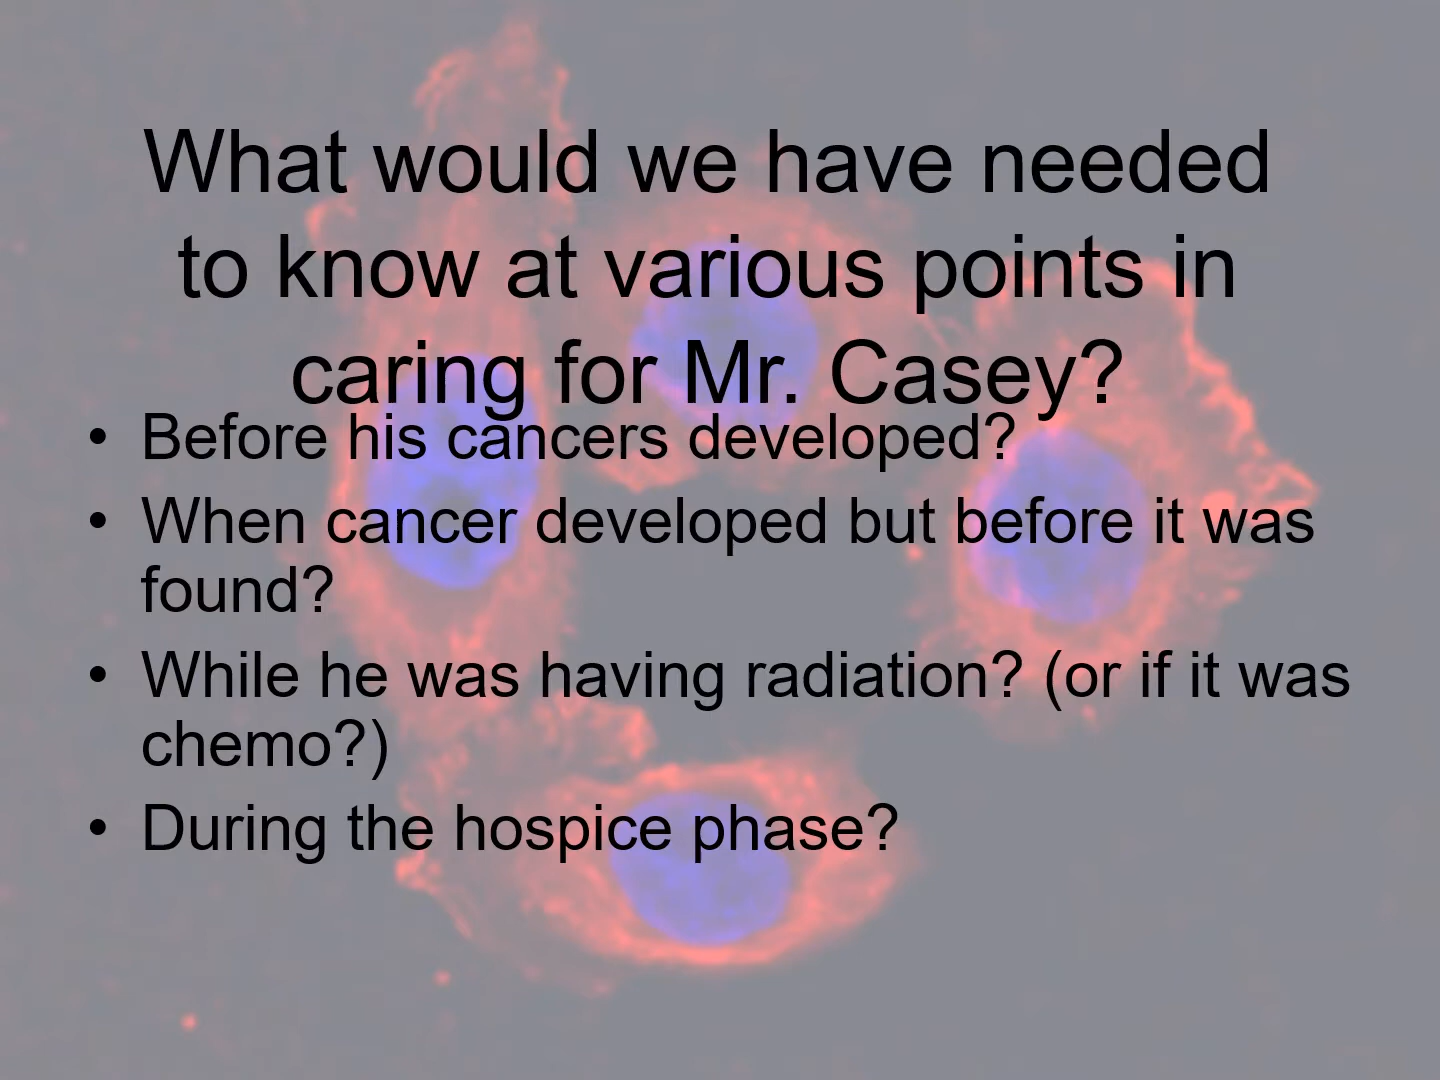 What would we have needed
to know at various points in
caring for Mr. Casey?
• Before his cancers developed?
• When cancer developed but before it was
found?
• While he was having radiation? (or if it was
chemo?)
• During the hospice phase?